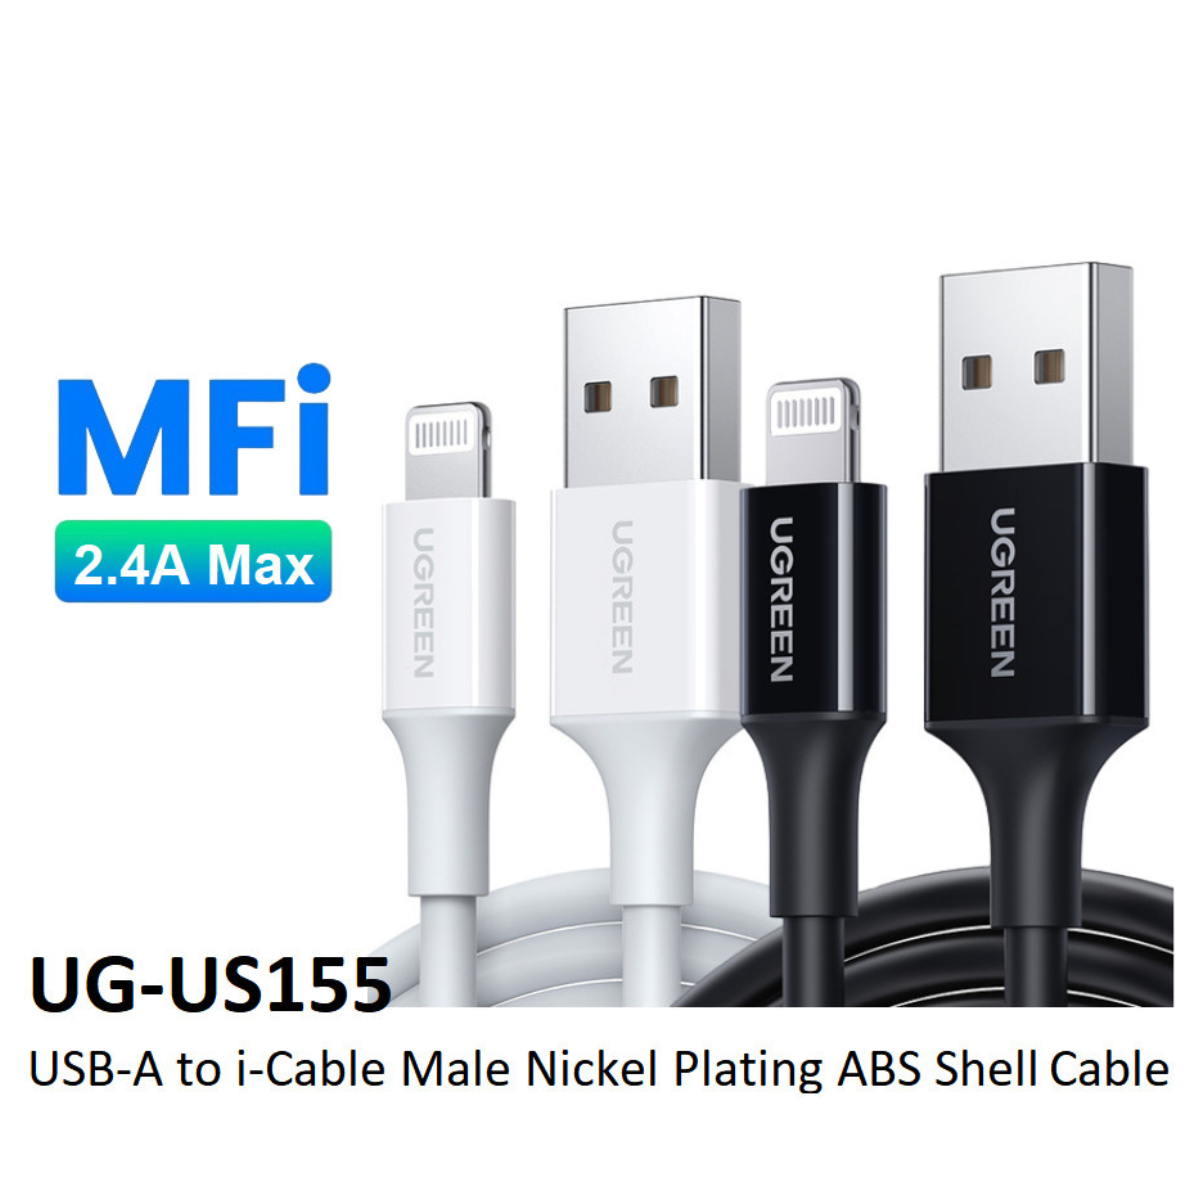 MFi
2.4A Max
UGREEN
UGREEN
UGREEN
UGREEN
UG-US155
USB-A to i-Cable Male Nickel Plating ABS Shell Cable